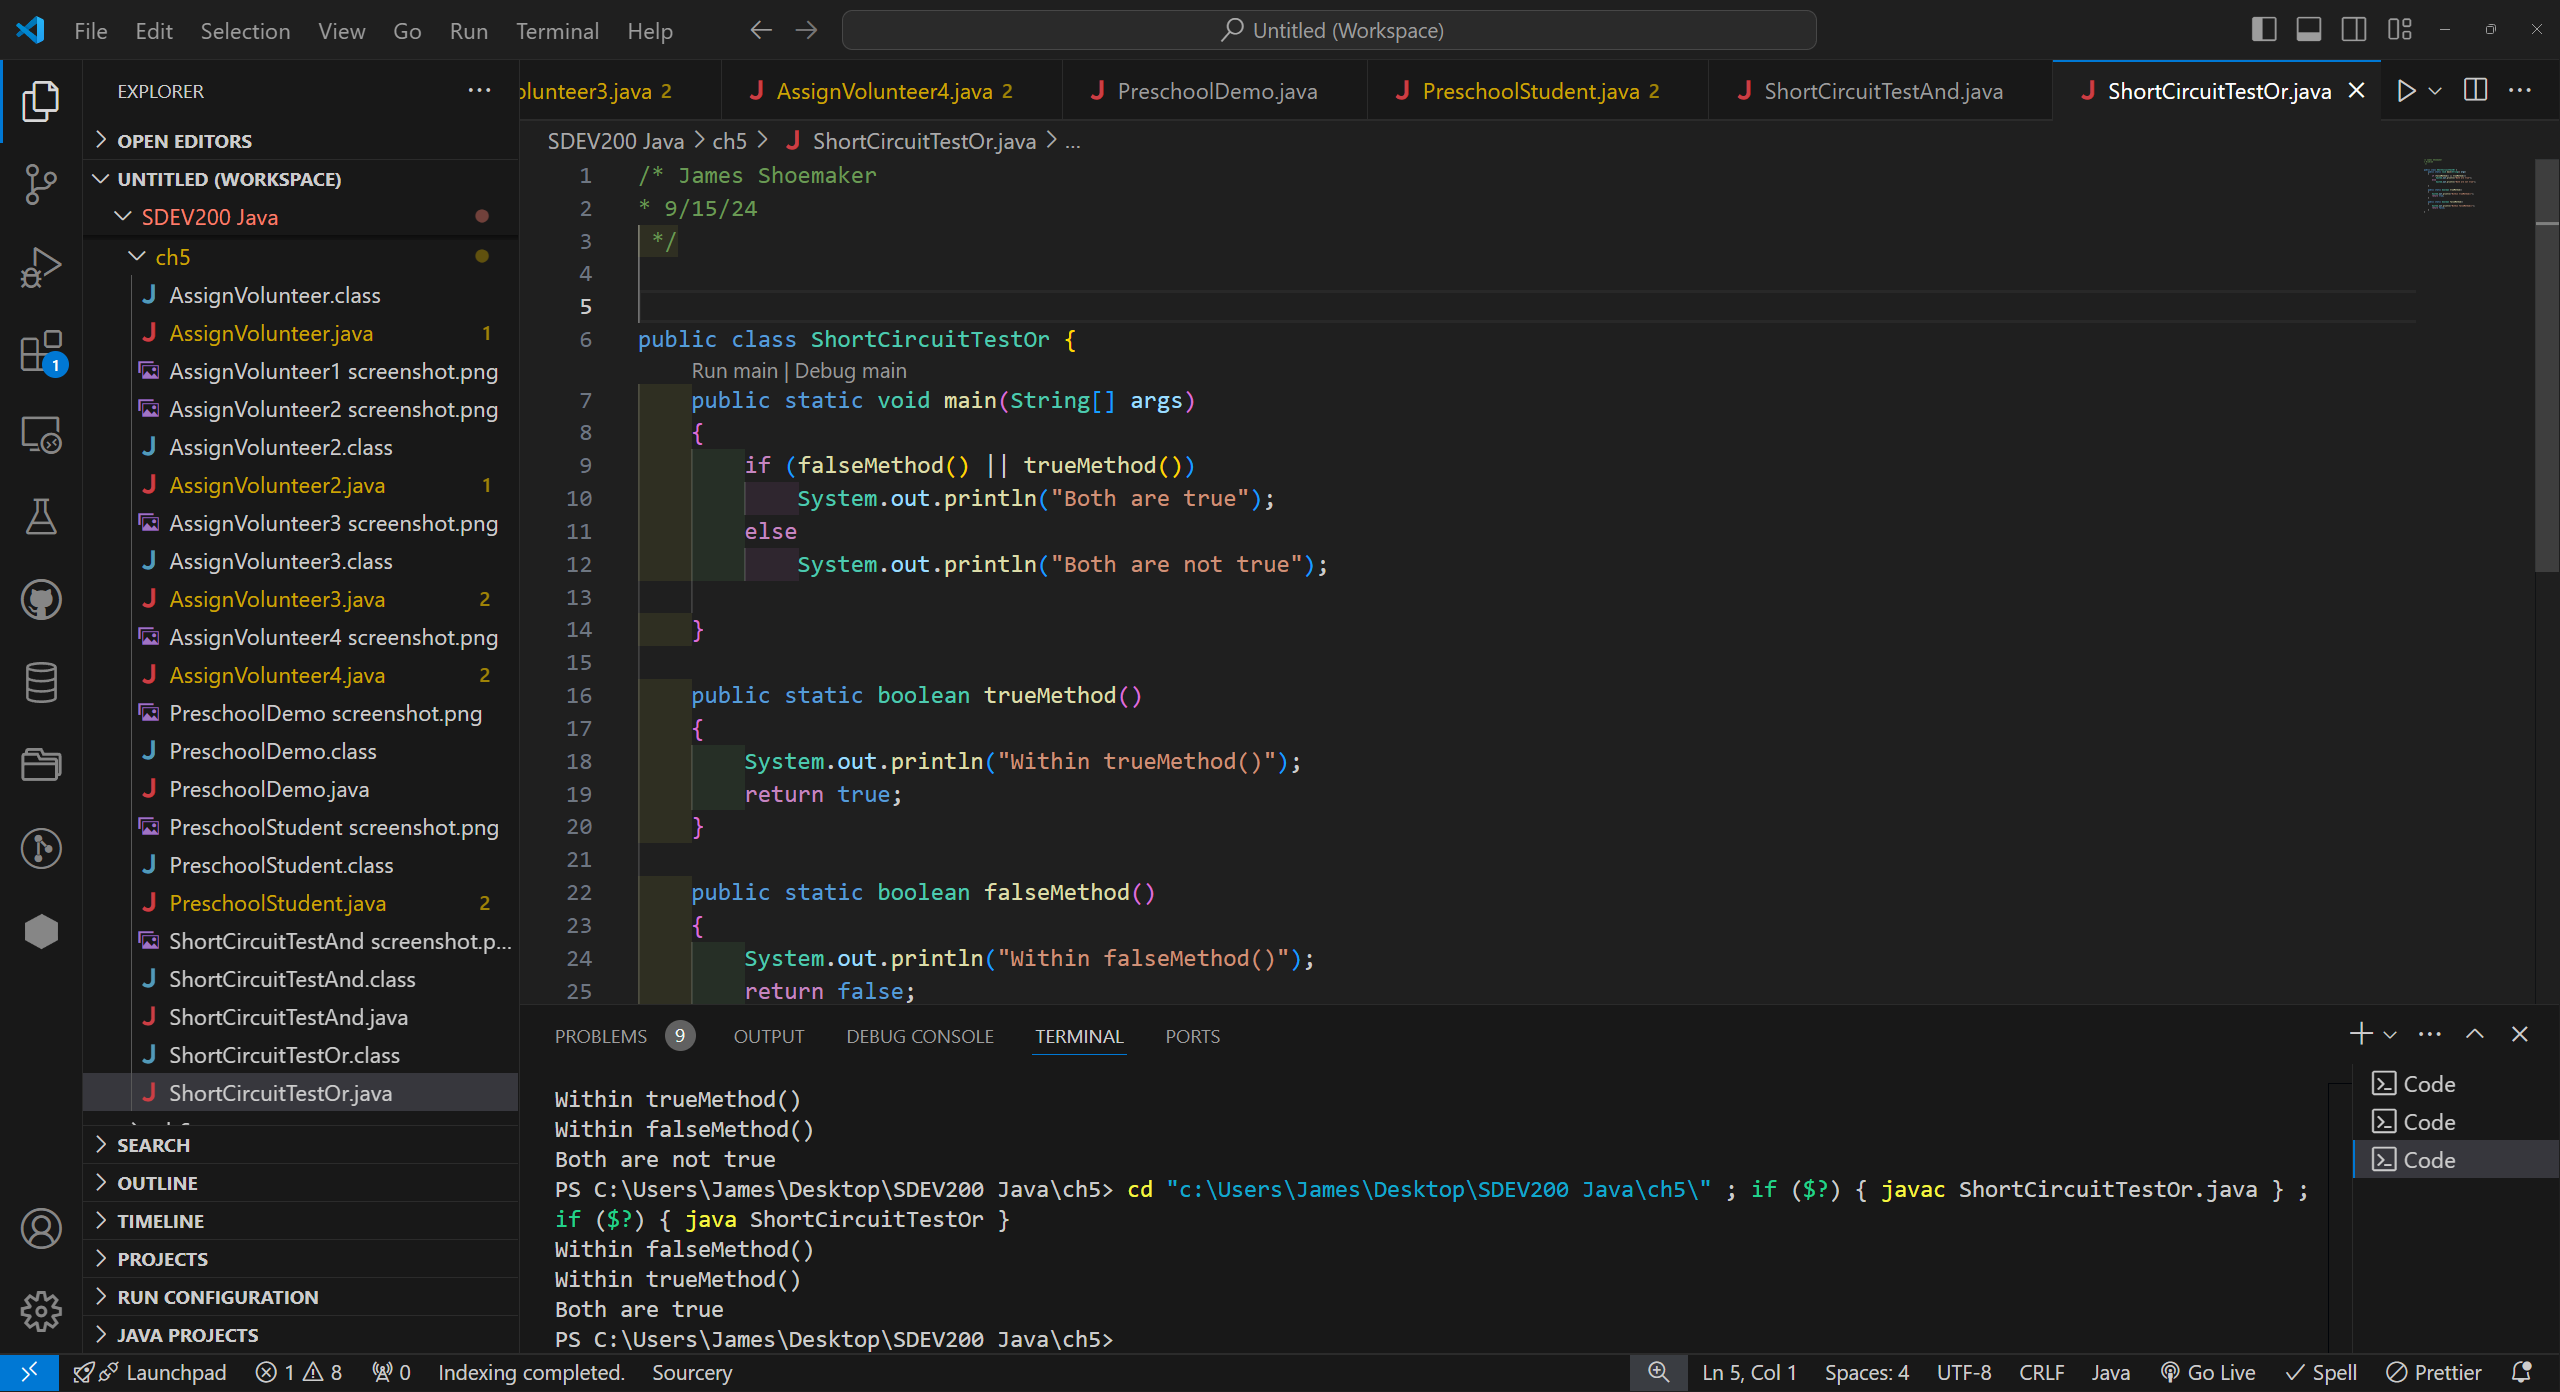 File Edit Selection View Go Run Terminal Help
Untitled (Workspace)
EXPLORER
OPEN EDITORS
UNTITLED (WORKSPACE)
SDEV200 Java
ch5
AssignVolunteer.class
AssignVolunteer.java 1
AssignVolunteer1 screenshot.png
AssignVolunteer2 screenshot.png
AssignVolunteer2.class
AssignVolunteer2.java 1
AssignVolunteer3 screenshot.png
AssignVolunteer3.class
AssignVolunteer3.java 2
AssignVolunteer4 screenshot.png
AssignVolunteer4.java 2
PreschoolDemo screenshot.png
PreschoolDemo.class
PreschoolDemo.java
PreschoolStudent screenshot.png
PreschoolStudent.class
PreschoolStudent.java 2
ShortCircuitTestAnd screenshot.p...
ShortCircuitTestAnd.class
ShortCircuitTestAnd.java
ShortCircuitTestOr.class
ShortCircuitTestOr.java
SEARCH
OUTLINE
TIMELINE
PROJECTS
RUN CONFIGURATION
JAVA PROJECTS
1
olunteer3.java 2 AssignVolunteer4.java 2 PreschoolDemo.java PreschoolStudent.java 2 ShortCircuitTestAnd.java ShortCircuitTestOr.java
SDEV200 Java > ch5 > ShortCircuitTestOr.java > ...
1 /* James Shoemaker
2 * 9/15/24
3 */
4
5
6 public class ShortCircuitTestOr {
Run main | Debug main
7 public static void main(String[] args)
8 {
9 if (falseMethod() || trueMethod())
10 System.out.println("Both are true");
11 else
12 System.out.println("Both are not true");
13
14 }
15
16 public static boolean trueMethod()
17 {
18 System.out.println("Within trueMethod()");
19 return true;
20 }
21
22 public static boolean falseMethod()
23 {
24 System.out.println("Within falseMethod()");
25 return false;
PROBLEMS 9 OUTPUT DEBUG CONSOLE TERMINAL PORTS
Within trueMethod()
Within falseMethod()
Both are not true
PS C:\Users\James\Desktop\SDEV200 Java\ch5> cd "c:\Users\James\Desktop\SDEV200 Java\ch5\" ; if ($?) { javac ShortCircuitTestOr.java } ;
if ($?) { java ShortCircuitTestOr }
Within falseMethod()
Within trueMethod()
Both are true
PS C:\Users\James\Desktop\SDEV200 Java\ch5>
Code
Code
Code
Launchpad 1 8 0 Indexing completed. Sourcery Ln 5, Col 1 Spaces: 4 UTF-8 CRLF Java Go Live Spell Prettier